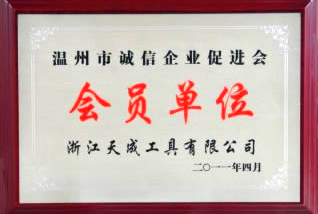 温州市诚信企业促进会
会员单位
浙江天成工具有限公司
二〇一一年四月